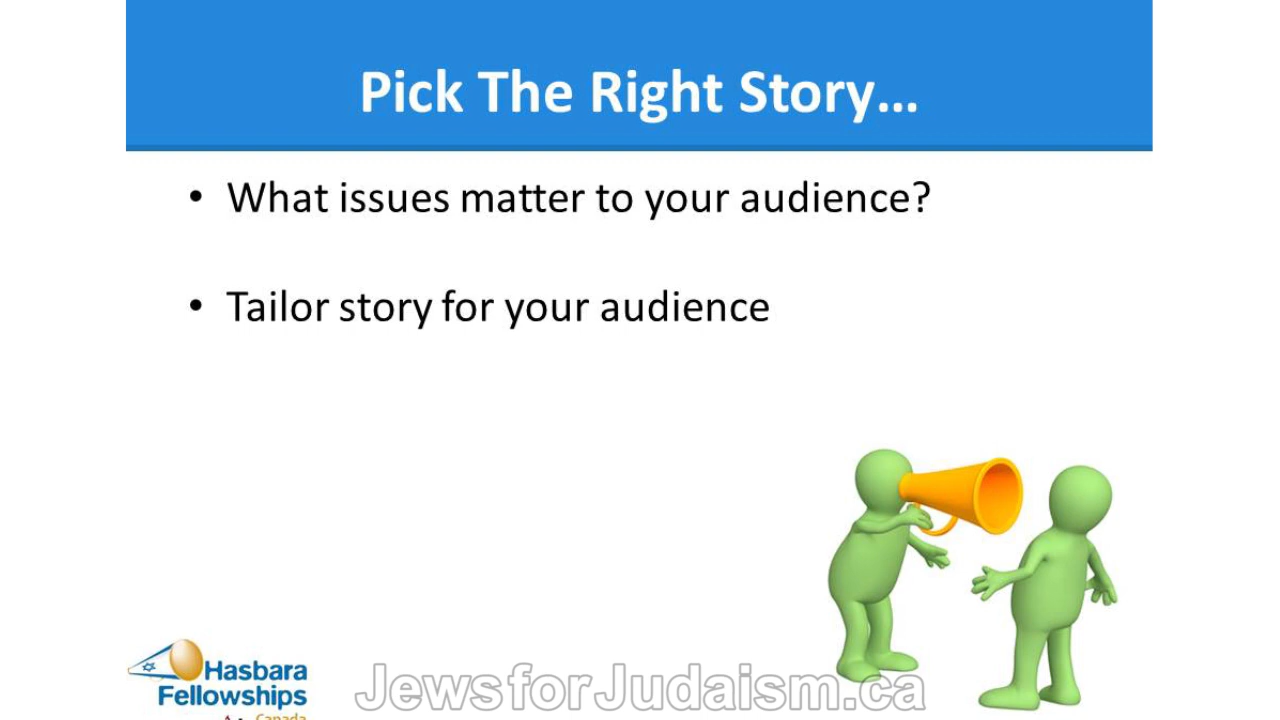 Pick The Right Story...
• What issues matter to your audience?
• Tailor story for your audience
Hasbara
Fellowships
Canada
JewsforJudaism.ca